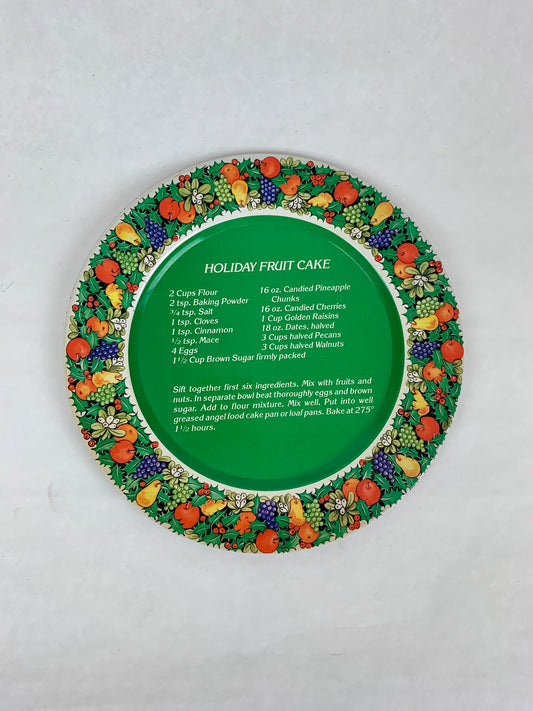 HOLIDAY FRUIT CAKE
2 Cups Flour
2 tsp. Baking Powder
3/4 tsp. Salt
1 tsp. Cloves
1 tsp. Cinnamon
1/2 tsp. Mace
4 Eggs
1 1/2 Cup Brown Sugar firmly packed
16 oz. Candied Pineapple
Chunks
16 oz. Candied Cherries
1 Cup Golden Raisins
18 oz. Dates, halved
3 Cups halved Pecans
3 Cups halved Walnuts
Sift together first six ingredients. Mix with fruits and
nuts. In separate bowl beat thoroughly eggs and brown
sugar. Add to flour mixture. Mix well. Put into well
greased angel food cake pan or loaf pans. Bake at 275°
1 1/2 hours.